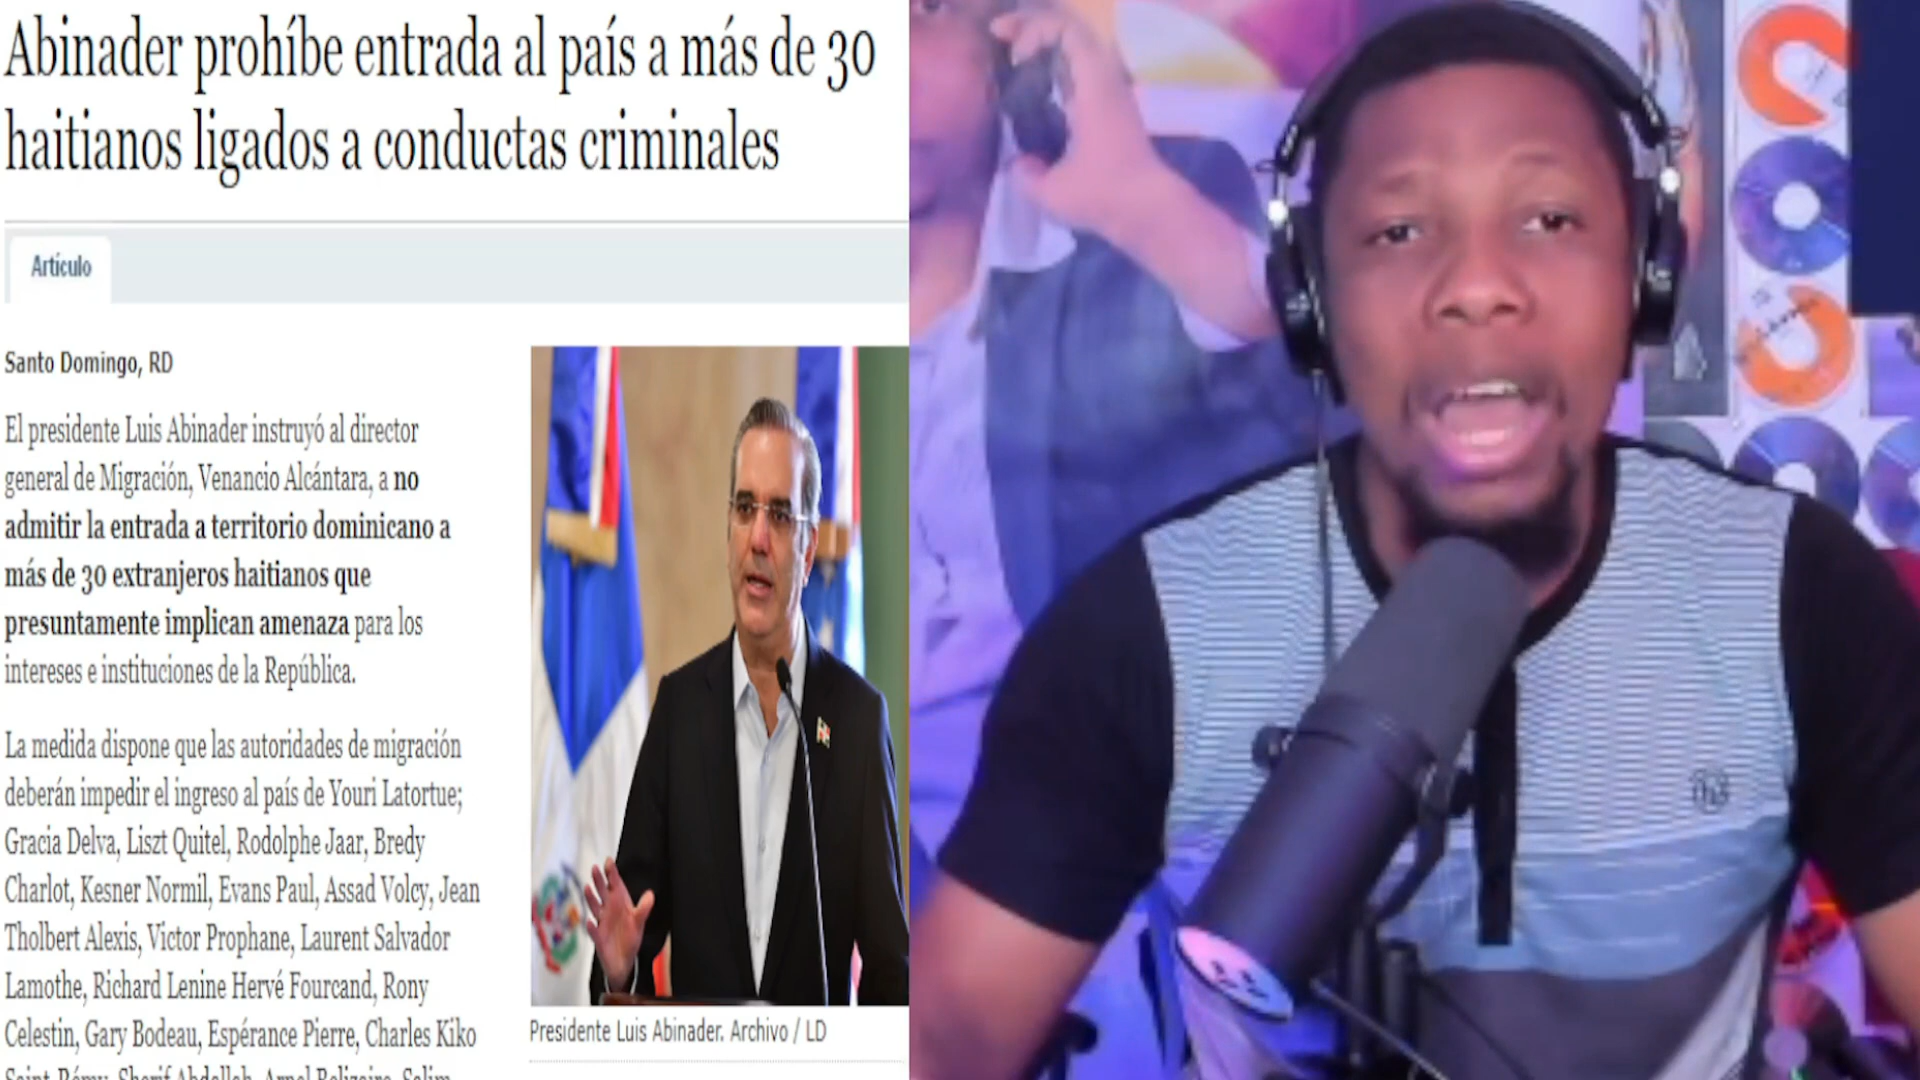 Abinader prohíbe entrada al país a más de 30
haitianos ligados a conductas criminales
Artículo
Santo Domingo, RD
El presidente Luis Abinader instruyó al director
general de Migración, Venancio Alcántara, a no
admitir la entrada a territorio dominicano a
más de 30 extranjeros haitianos que
presuntamente implican amenaza para los
intereses e instituciones de la República.
La medida dispone que las autoridades de migración
deberán impedir el ingreso al país de Youri Latortue;
Gracia Delva, Liszt Quitel, Rodolphe Jaar, Bredy
Charlot, Kesner Normil, Evans Paul, Assad Volcy, Jean
Tholbert Alexis, Victor Prophane, Laurent Salvador
Lamothe, Richard Lenine Hervé Fourcand, Rony
Celestin, Gary Bodeau, Espérance Pierre, Charles Kiko
Presidente Luis Abinader. Archivo / LD